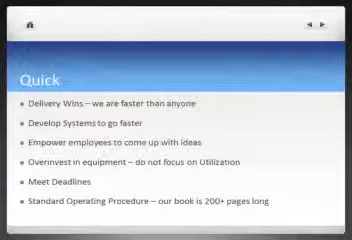 Quick
Delivery Wins – we are faster than anyone
Develop Systems to go faster
Empower employees to come up with ideas
Overinvest in equipment – do not focus on Utilization
Meet Deadlines
Standard Operating Procedure – our book is 200+ pages long